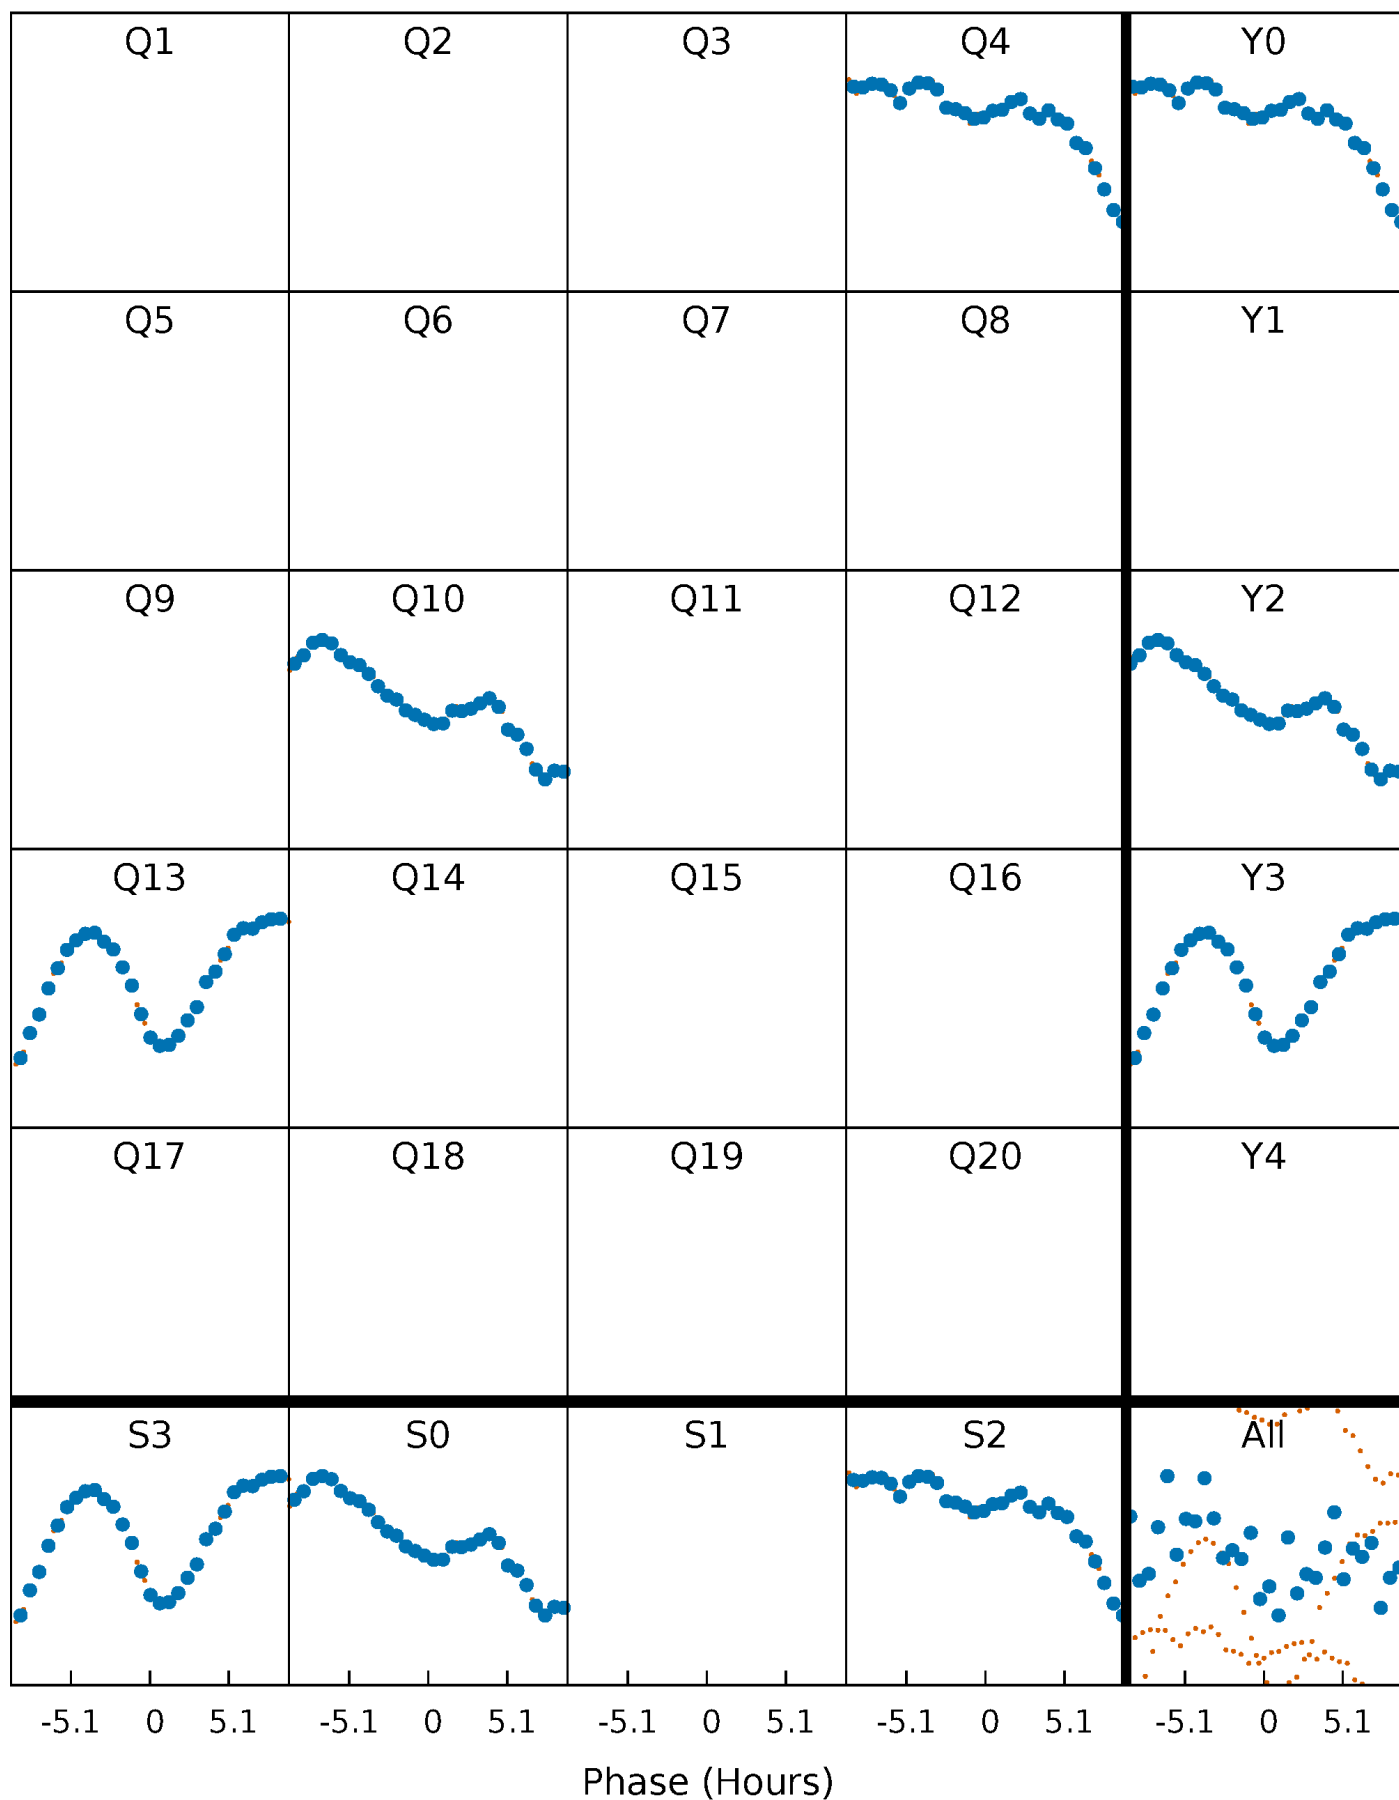 Q1 Q2 Q3 Q4 Y0
Q5 Q6 Q7 Q8 Y1
Q9 Q10 Q11 Q12 Y2
Q13 Q14 Q15 Q16 Y3
Q17 Q18 Q19 Q20 Y4
S3 S0 S1 S2 All
-5.1 0 5.1 -5.1 0 5.1 -5.1 0 5.1 -5.1 0 5.1 -5.1 0 5.1
Phase (Hours)